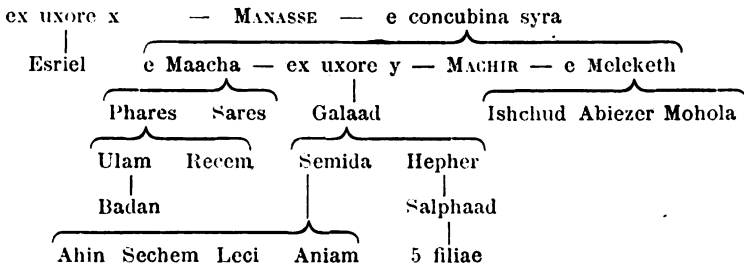 ex uxore x — MANASSE — e concubina syra
Esriel e Maacha — ex uxore y — MACHIR — e Meleketh
Phares Sares Galaad Ishchud Abiezer Mohola
Ulam Recem Semida Hepher
Badan Salphaad
Ahin Sechem Leci Aniam 5 filiae